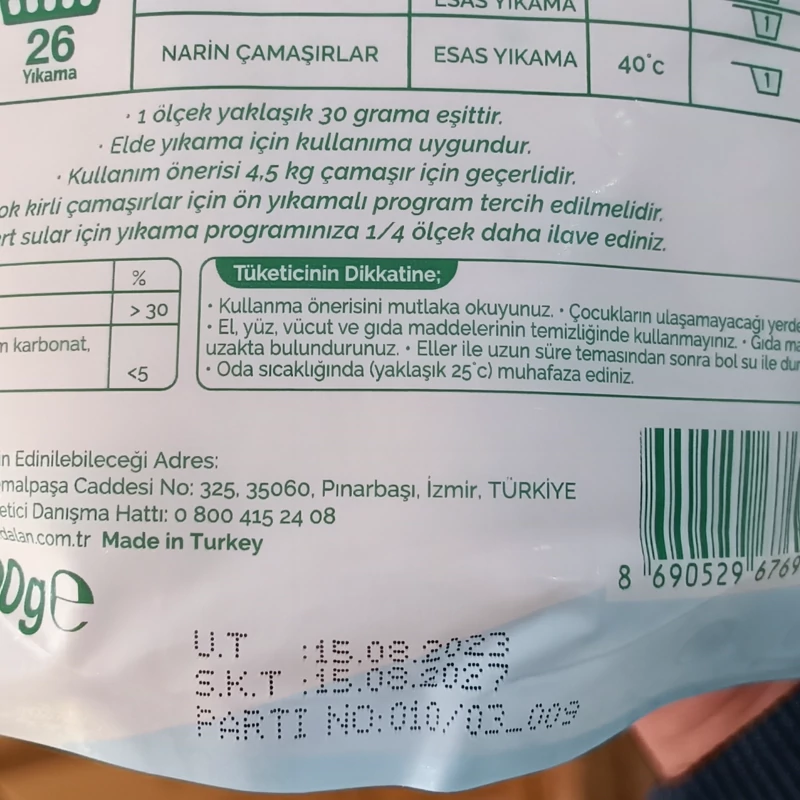 ESAS YIKAMA
1
26
Yıkama
NARİN ÇAMAŞIRLAR
ESAS YIKAMA
40°c
1
• 1 ölçek yaklaşık 30 grama eşittir.
• Elde yıkama için kullanıma uygundur.
• Kullanım önerisi 4,5 kg çamaşır için geçerlidir.
kirli çamaşırlar için ön yıkamalı program tercih edilmelidir.
sular için yıkama programınıza 1/4 ölçek daha ilave ediniz.
%
> 30
karbonat,
<5
Tüketicinin Dikkatine;
• Kullanma önerisini mutlaka okuyunuz. • Çocukların ulaşamayacağı
• El, yüz, vücut ve gıda maddelerinin temizliğinde kullanmayınız. • Gıda
uzakta bulundurunuz. • Eller ile uzun süre temasından sonra bol su ile
• Oda sıcaklığında (yaklaşık 25°c) muhafaza ediniz.
Edinilebileceği Adres:
Caddesi No: 325, 35060, Pınarbaşı, İzmir, TÜRKİYE
Danışma Hattı: 0 800 415 24 08
dalan.com.tr Made in Turkey
0g e
8 690529 6769
U.T :15.08.2023
S.K.T :15.08.2027
PARTI NO:010/03_009